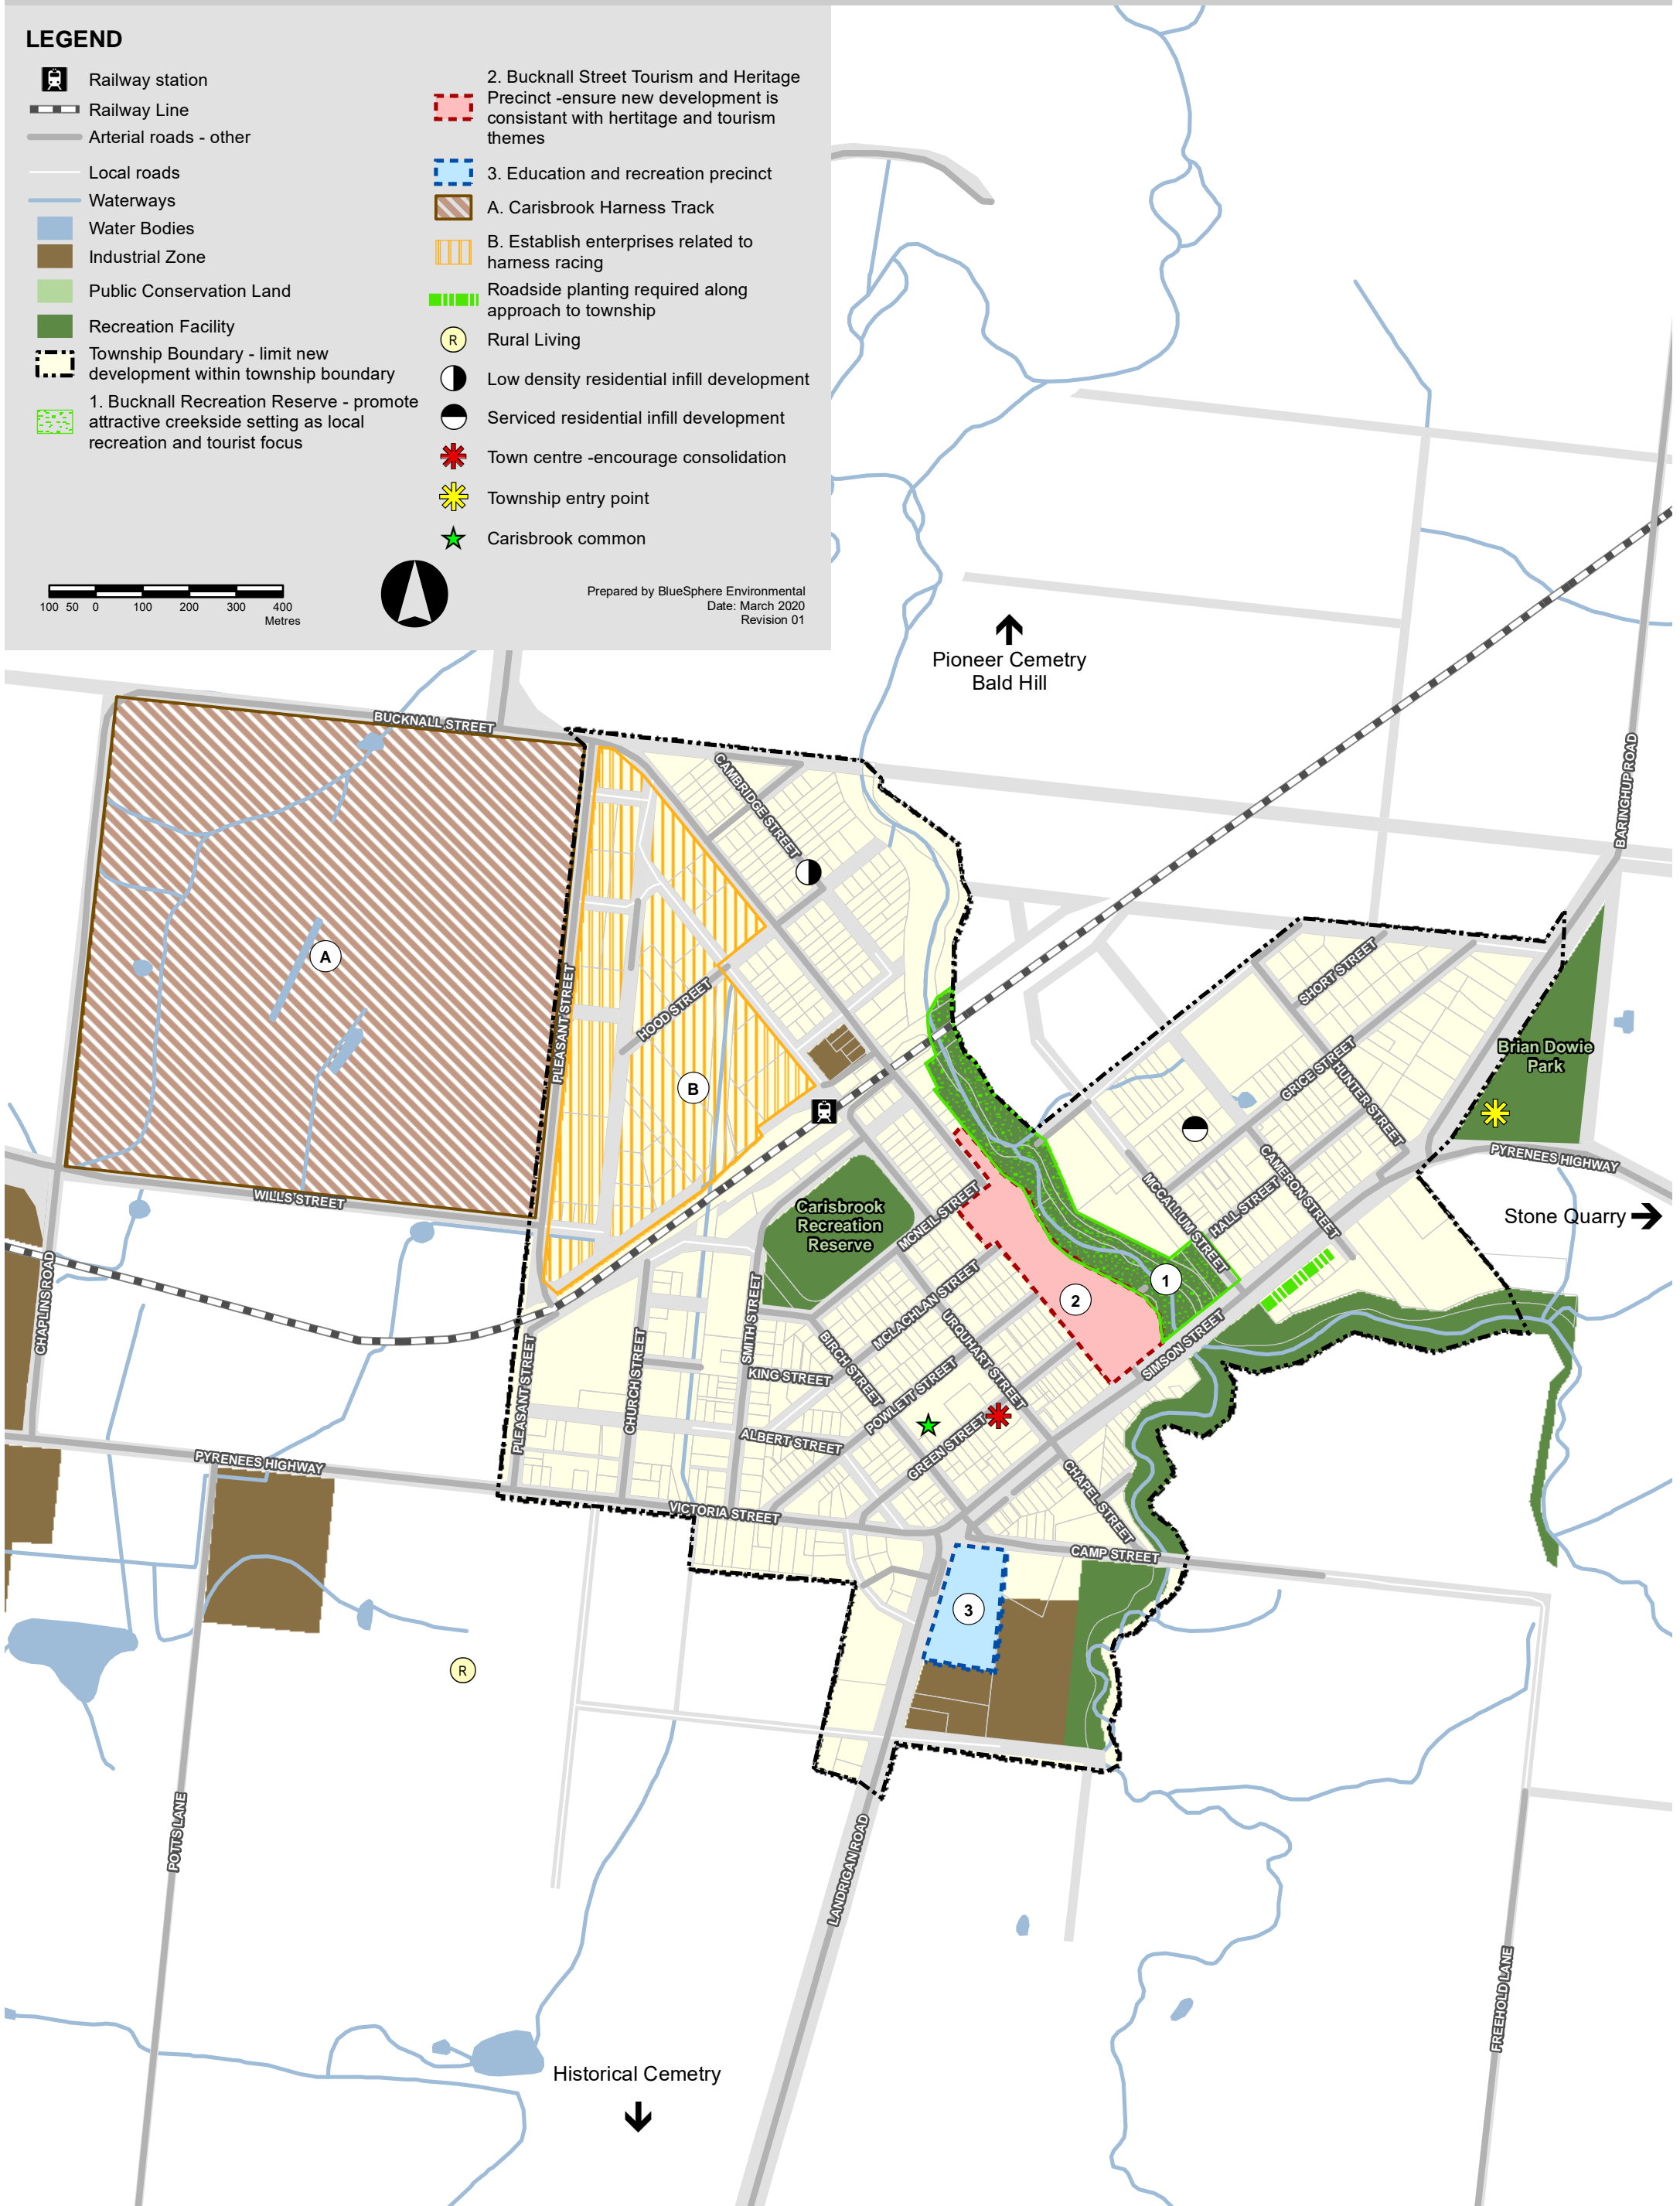 LEGEND
Railway station
Railway Line
Arterial roads - other
Local roads
Waterways
Water Bodies
Industrial Zone
Public Conservation Land
Recreation Facility
Township Boundary - limit new
development within township boundary
1. Bucknall Recreation Reserve - promote
attractive creekside setting as local
recreation and tourist focus
2. Bucknall Street Tourism and Heritage
Precinct -ensure new development is
consistant with hertitage and tourism
themes
3. Education and recreation precinct
A. Carisbrook Harness Track
B. Establish enterprises related to
harness racing
Roadside planting required along
approach to township
R
Rural Living
Low density residential infill development
Serviced residential infill development
Town centre -encourage consolidation
Township entry point
Carisbrook common
100 50 0 100 200 300 400
Metres
Prepared by BlueSphere Environmental
Date: March 2020
Revision 01
Pioneer Cemetry
Bald Hill
BUCKNALL STREET
CAMBRIDGE STREET
BARINGHUP ROAD
A
PLEASANT STREET
HOOD STREET
B
SHORT STREET
Brian Dowie
Park
GRICE STREET
HUNTER STREET
PYRENEES HIGHWAY
CAMERON STREET
MCCALLUM STREET
HALL STREET
Stone Quarry
WILLS STREET
Carisbrook
Recreation
Reserve
MCNEIL STREET
1
2
CHAPLINS ROAD
MCLACHLAN STREET
URQUHART STREET
SIMSON STREET
SMITH STREET
BIRCH STREET
KING STREET
CHURCH STREET
PLEASANT STREET
POWLETT STREET
GREEN STREET
ALBERT STREET
PYRENEES HIGHWAY
VICTORIA STREET
CHAPEL STREET
CAMP STREET
3
R
POTTS LANE
LANDRIGAN ROAD
FREEHOLD LANE
Historical Cemetry